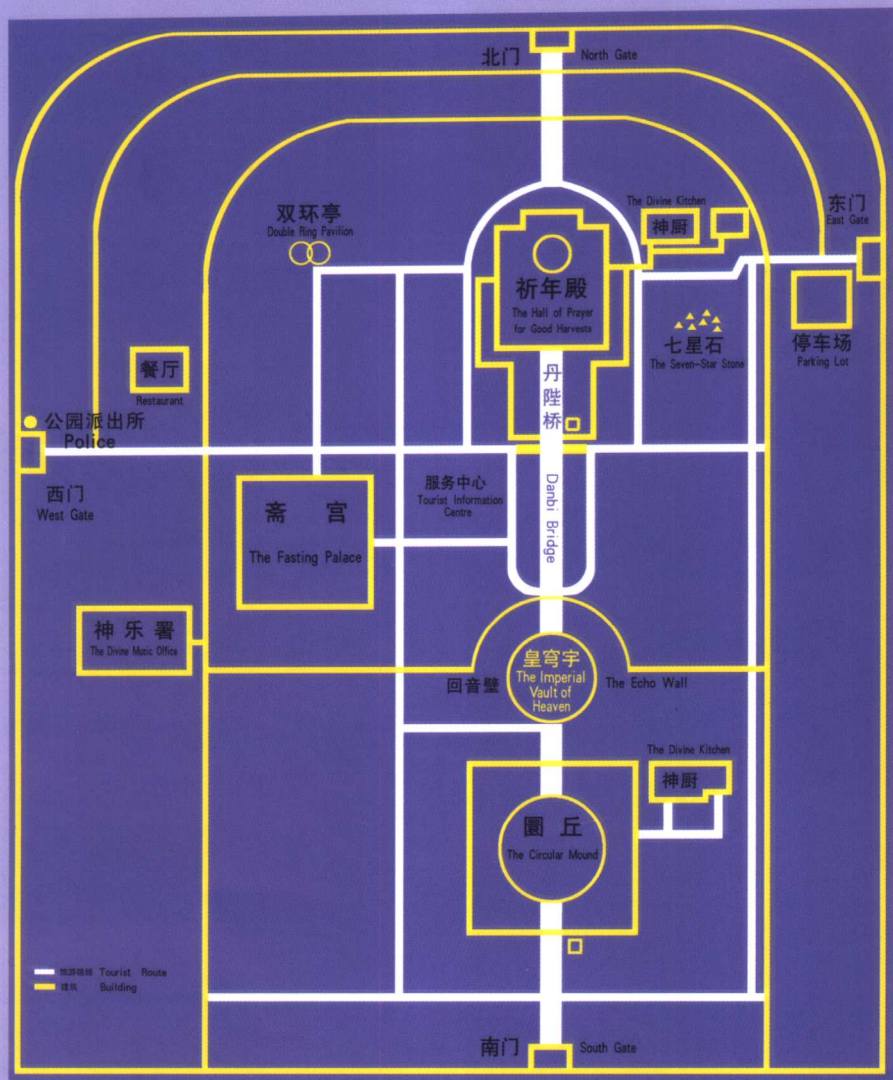 北门
North Gate
双环亭
Double Ring Pavilion
The Divine Kitchen
神厨
东门
East Gate
祈年殿
The Hall of Prayer
for Good Harvests
七星石
The Seven-Star Stone
停车场
Parking Lot
餐厅
Restaurant
丹陛桥
Danbi Bridge
公园派出所
Police
西门
West Gate
服务中心
Tourist Information
Centre
斋 宫
The Fasting Palace
神乐署
The Divine Music Office
皇穹宇
The Imperial
Vault of
Heaven
回音壁
The Echo Wall
The Divine Kitchen
神厨
圜丘
The Circular Mound
Tourist Route
建筑 Building
南门
South Gate